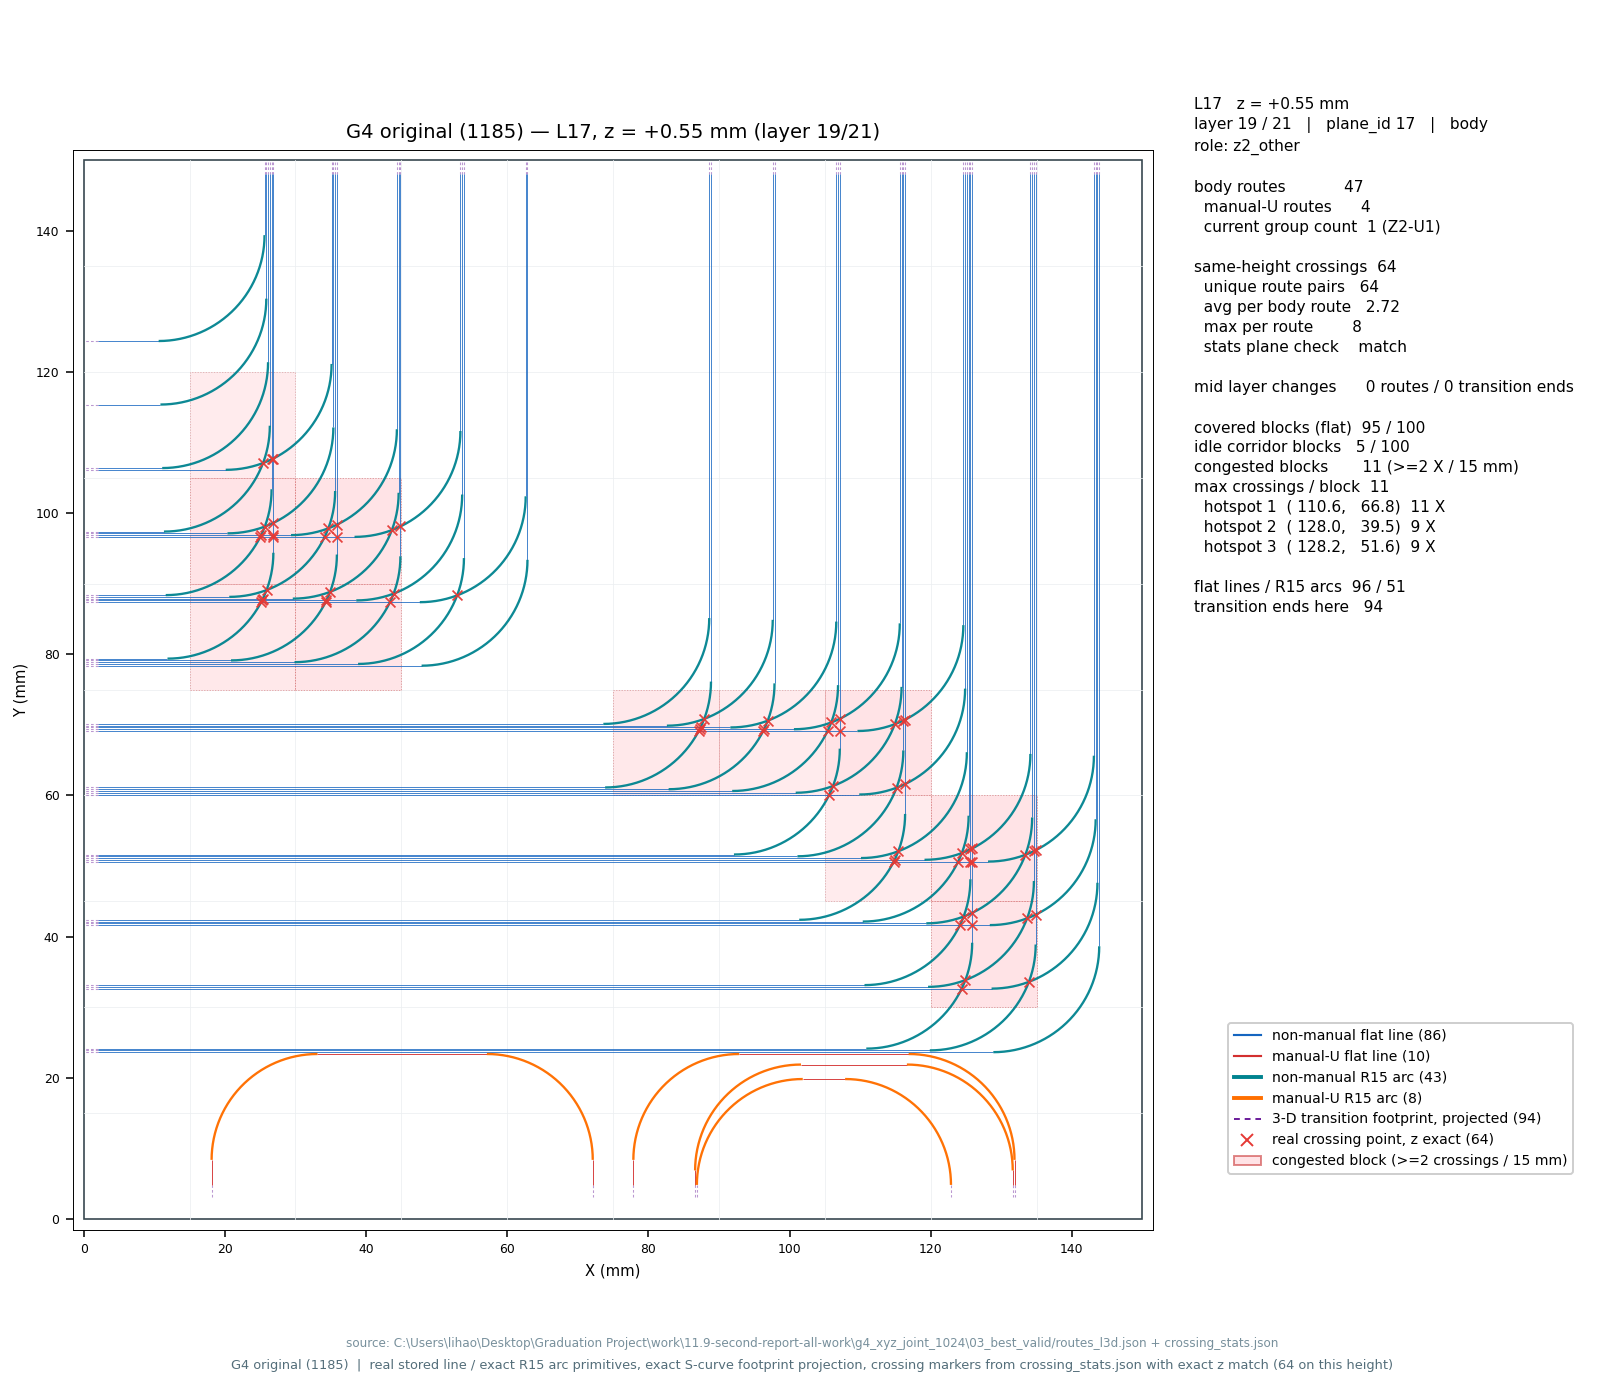 G4 original (1185) — L17, z = +0.55 mm (layer 19/21)
L17 z = +0.55 mm
layer 19 / 21 | plane_id 17 | body
role: z2_other
body routes 47
manual-U routes 4
current group count 1 (Z2-U1)
same-height crossings 64
unique route pairs 64
avg per body route 2.72
max per route 8
stats plane check match
mid layer changes 0 routes / 0 transition ends
covered blocks (flat) 95 / 100
idle corridor blocks 5 / 100
congested blocks 11 (>=2 X / 15 mm)
max crossings / block 11
hotspot 1 ( 110.6, 66.8) 11 X
hotspot 2 ( 128.0, 39.5) 9 X
hotspot 3 ( 128.2, 51.6) 9 X
flat lines / R15 arcs 96 / 51
transition ends here 94
Y (mm)
140
120
100
80
60
40
20
0
0 20 40 60 80 100 120 140
X (mm)
non-manual flat line (86)
manual-U flat line (10)
non-manual R15 arc (43)
manual-U R15 arc (8)
3-D transition footprint, projected (94)
real crossing point, z exact (64)
congested block (>=2 crossings / 15 mm)
source: C:\Users\lihao\Desktop\Graduation Project\work\11.9-second-report-all-work\g4_xyz_joint_1024\03_best_valid/routes_l3d.json + crossing_stats.json
G4 original (1185) | real stored line / exact R15 arc primitives, exact S-curve footprint projection, crossing markers from crossing_stats.json with exact z match (64 on this height)